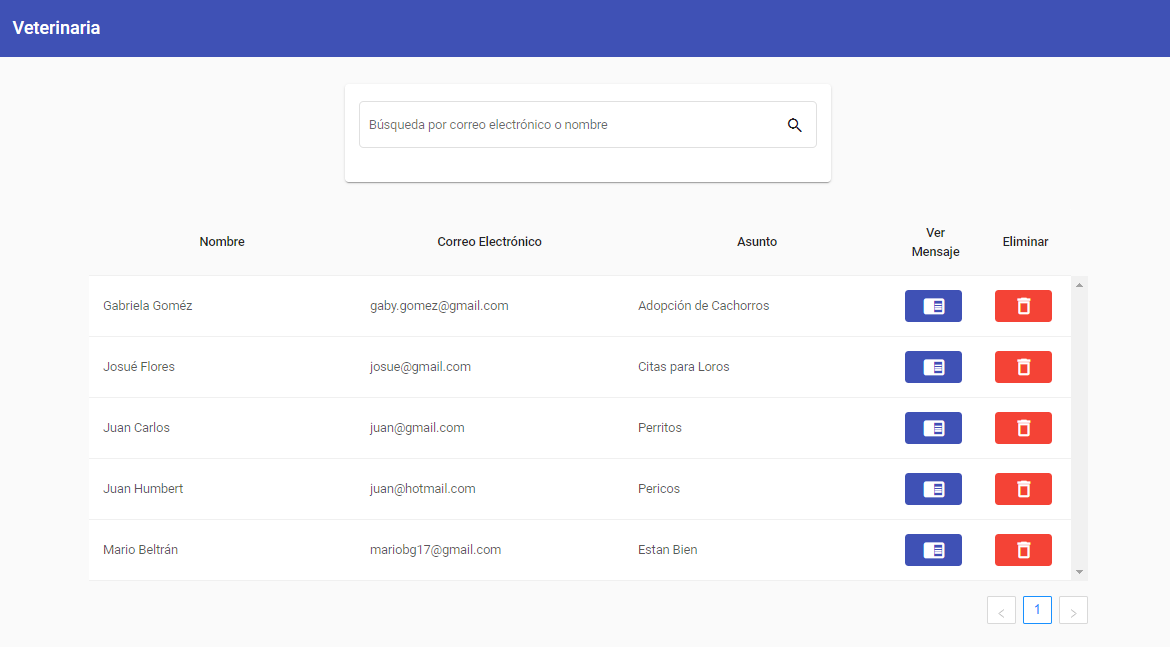 Veterinaria
Búsqueda por correo electrónico o nombre
Nombre Correo Electrónico Asunto Ver Mensaje Eliminar
Gabriela Goméz gaby.gomez@gmail.com Adopción de Cachorros
Josué Flores josue@gmail.com Citas para Loros
Juan Carlos juan@gmail.com Perritos
Juan Humbert juan@hotmail.com Pericos
Mario Beltrán mariobg17@gmail.com Estan Bien
< 1 >